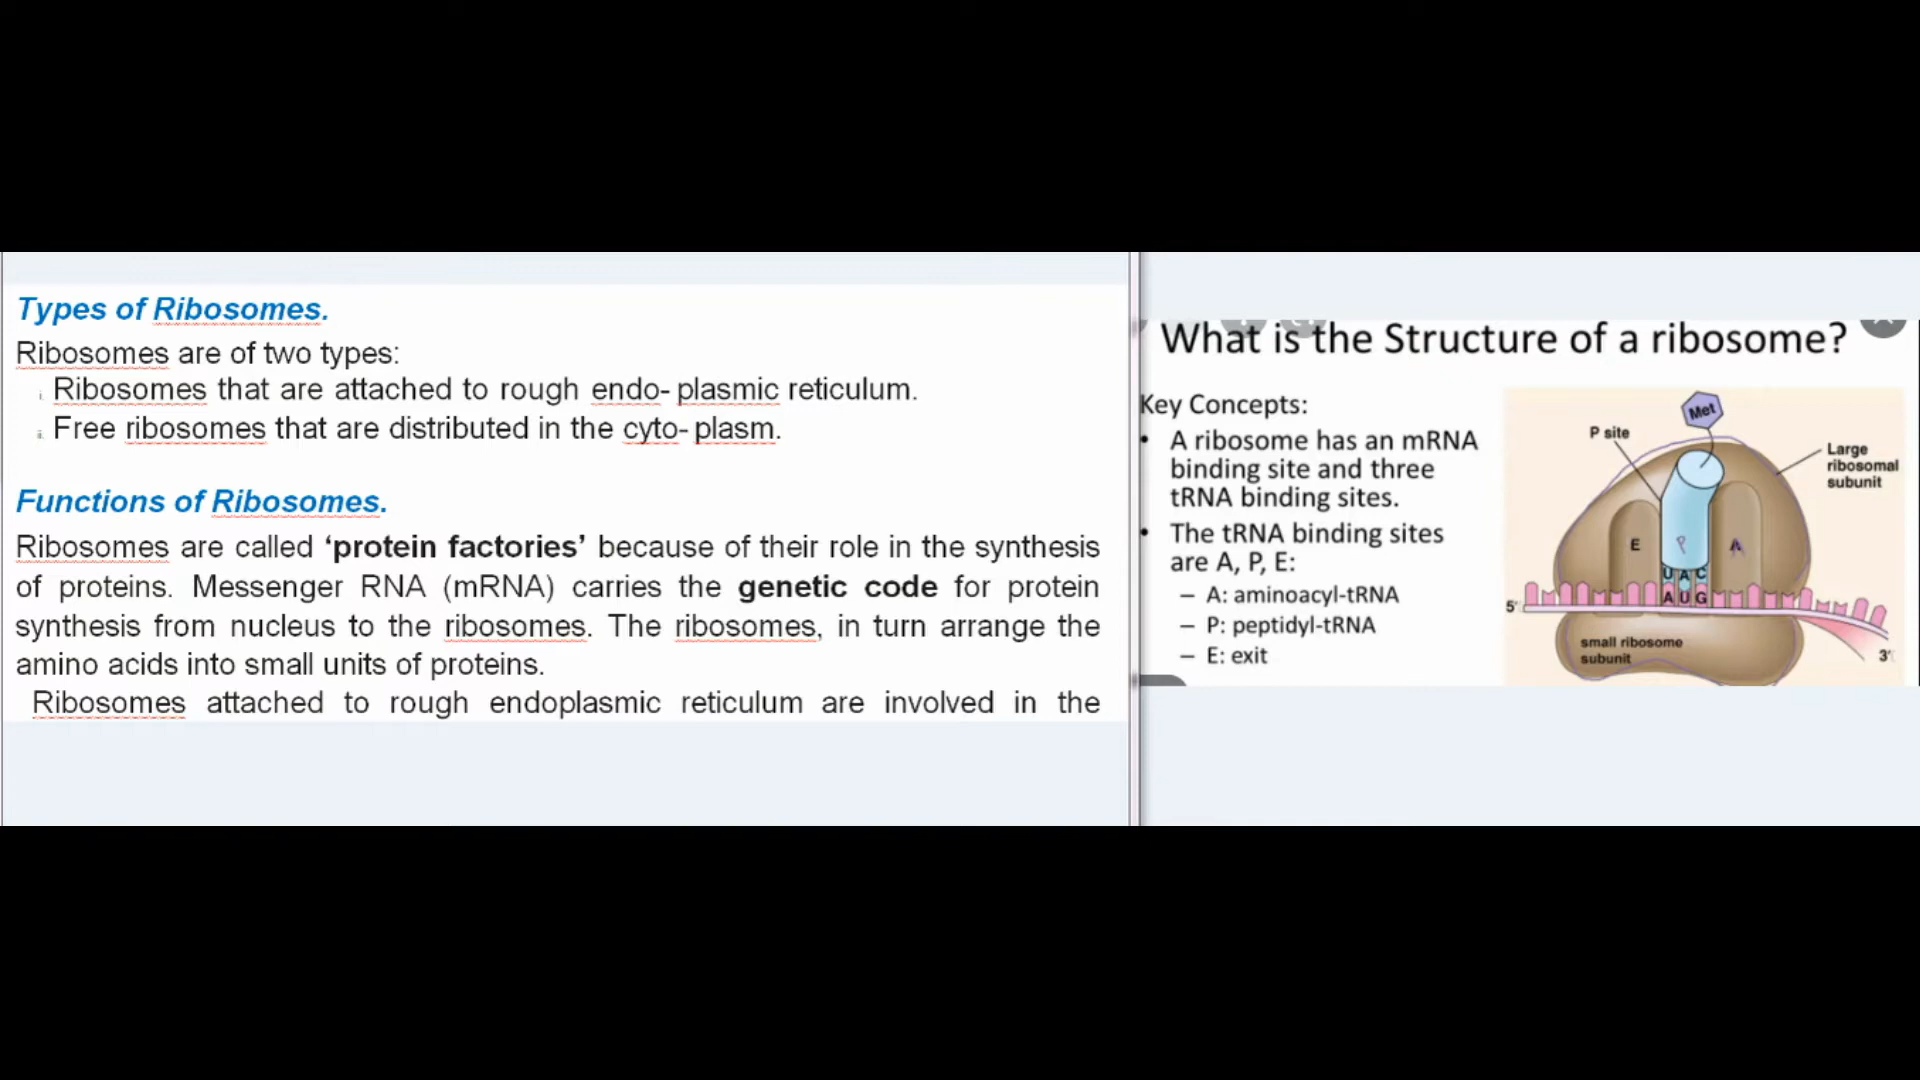 Types of Ribosomes.
Ribosomes are of two types:
i. Ribosomes that are attached to rough endo- plasmic reticulum.
ii. Free ribosomes that are distributed in the cyto- plasm.
Functions of Ribosomes.
Ribosomes are called ‘protein factories’ because of their role in the synthesis
of proteins. Messenger RNA (mRNA) carries the genetic code for protein
synthesis from nucleus to the ribosomes. The ribosomes, in turn arrange the
amino acids into small units of proteins.
Ribosomes attached to rough endoplasmic reticulum are involved in the
What is the Structure of a ribosome?
Key Concepts:
• A ribosome has an mRNA
binding site and three
tRNA binding sites.
• The tRNA binding sites
are A, P, E:
– A: aminoacyl-tRNA
– P: peptidyl-tRNA
– E: exit
Met
P site
Large
ribosomal
subunit
E P A
UAC
AUG
5'
small ribosome
subunit
3'